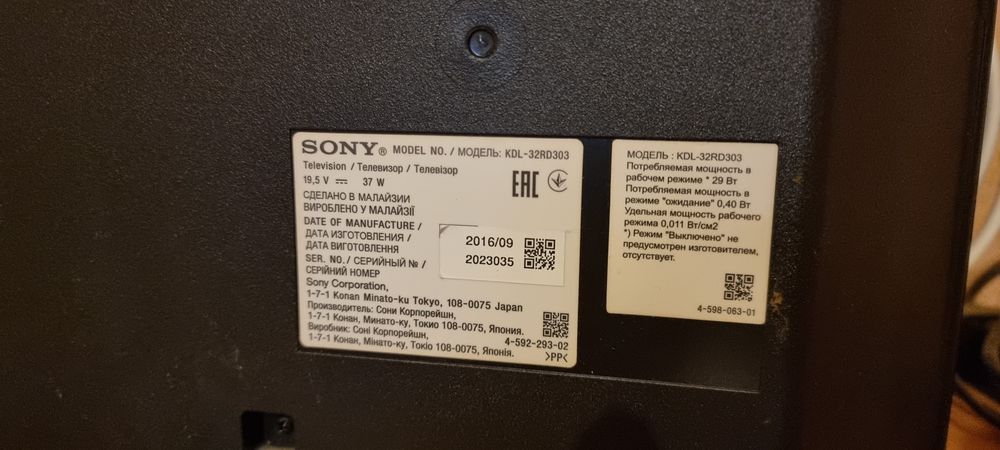 SONY® MODEL NO. / МОДЕЛЬ: KDL-32RD303
Television / Телевизор / Телевізор
19,5 V ⎓ 37 W
EAC
СДЕЛАНО В МАЛАЙЗИИ
ВИРОБЛЕНО У МАЛАЙЗІЇ
DATE OF MANUFACTURE /
ДАТА ИЗГОТОВЛЕНИЯ /
ДАТА ВИГОТОВЛЕННЯ
2016/09
SER. NO. / СЕРИЙНЫЙ № /
СЕРІЙНИЙ НОМЕР
2023035
Sony Corporation,
1-7-1 Konan Minato-ku Tokyo, 108-0075 Japan
Производитель: Сони Корпорейшн,
1-7-1 Конан, Минато-ку, Токио 108-0075, Япония.
Виробник: Соні Корпорейшн,
1-7-1 Конан, Мінато-ку, Токіо 108-0075, Японія.
4-592-293-02
>PP<
МОДЕЛЬ : KDL-32RD303
Потребляемая мощность в
рабочем режиме * 29 Вт
Потребляемая мощность в
режиме "ожидание" 0,40 Вт
Удельная мощность рабочего
режима 0,011 Вт/см2
*) Режим "Выключено" не
предусмотрен изготовителем,
отсутствует.
4-598-063-01